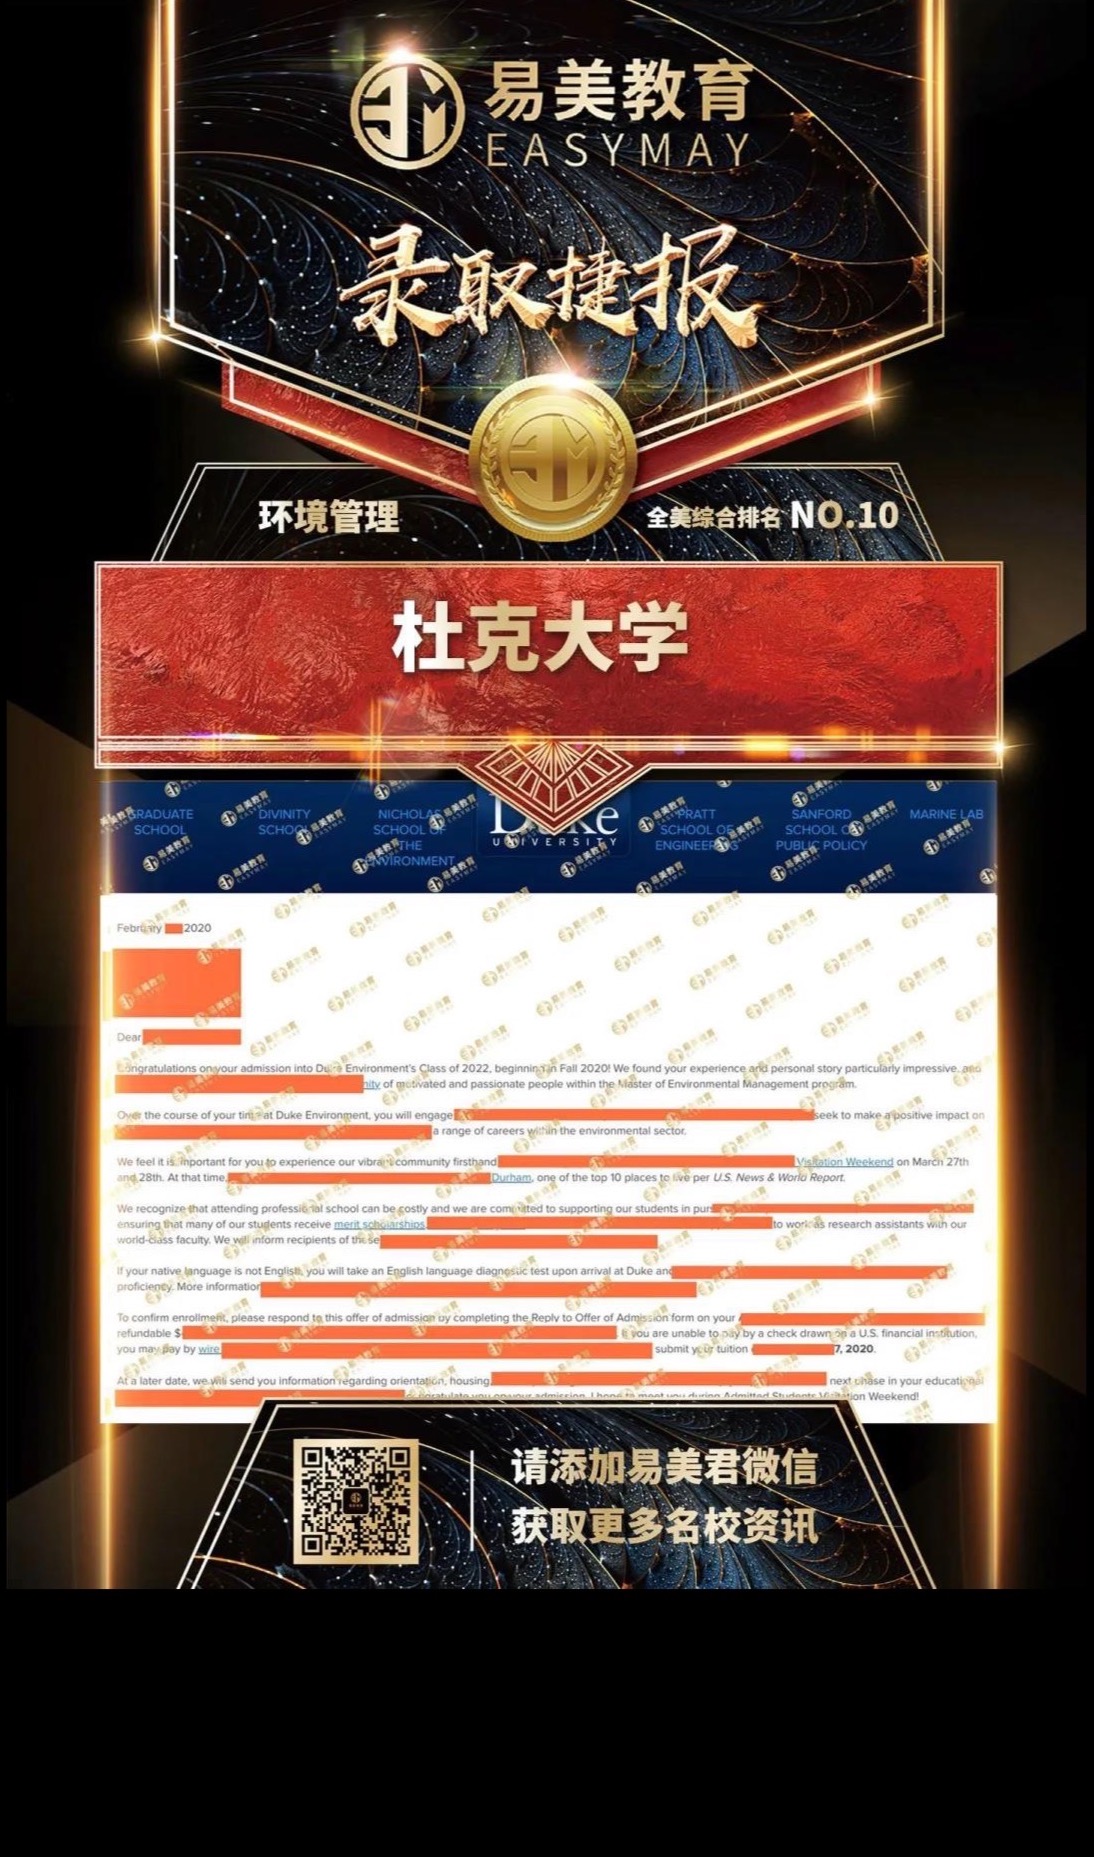 易美教育
EASYMAY
录取捷报
环境管理
全美综合排名 NO.10
杜克大学
GRADUATE SCHOOL
DIVINITY SCHOOL
NICHOLAS SCHOOL OF THE ENVIRONMENT
Duke
UNIVERSITY
PRATT SCHOOL OF ENGINEERING
SANFORD SCHOOL OF PUBLIC POLICY
MARINE LAB
February 2020
Dear
Congratulations on your admission into Duke Environment's Class of 2022, beginning in Fall 2020! We found your experience and personal story particularly impressive, and
nity of motivated and passionate people within the Master of Environmental Management program.
Over the course of your time at Duke Environment, you will engage seek to make a positive impact on
a range of careers within the environmental sector.
We feel it is important for you to experience our vibrant community firsthand Visitation Weekend on March 27th
and 28th. At that time, Durham, one of the top 10 places to live per U.S. News & World Report.
We recognize that attending professional school can be costly and we are committed to supporting our students in purs
ensuring that many of our students receive merit scholarships. to work as research assistants with our
world-class faculty. We will inform recipients of these
If your native language is not English, you will take an English language diagnostic test upon arrival at Duke and
proficiency. More information
To confirm enrollment, please respond to this offer of admission by completing the Reply to Offer of Admission form on your
refundable $ If you are unable to pay by a check drawn on a U.S. financial institution,
you may pay by wire submit your tuition 7, 2020.
At a later date, we will send you information regarding orientation, housing, next phase in your educational
congratulate you on your admission. I hope to meet you during Admitted Students Visitation Weekend!
请添加易美君微信
获取更多名校资讯